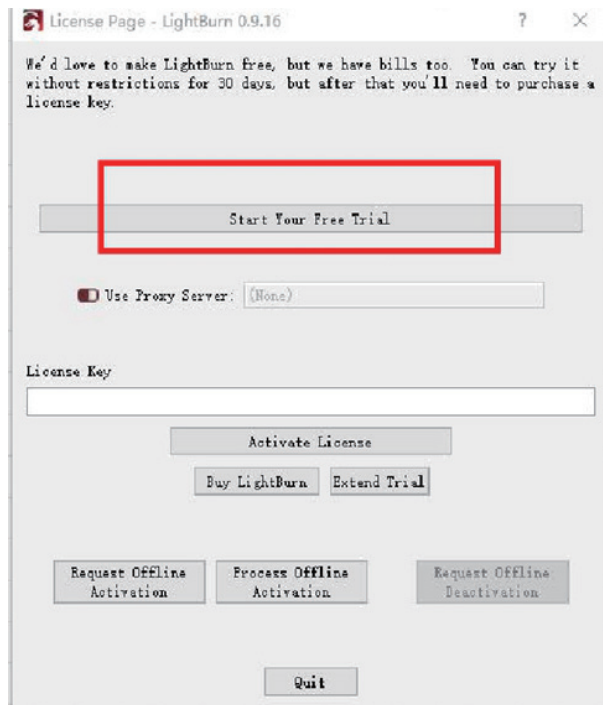 License Page - LightBurn 0.9.16 ?
We'd love to make LightBurn free, but we have bills too. You can try it
without restrictions for 30 days, but after that you'll need to purchase a
license key.
Start Your Free Trial
Use Proxy Server: (None)
License Key
Activate License
Buy LightBurn Extend Trial
Request Offline Process Offline Request Offline
Activation Activation Deactivation
Quit